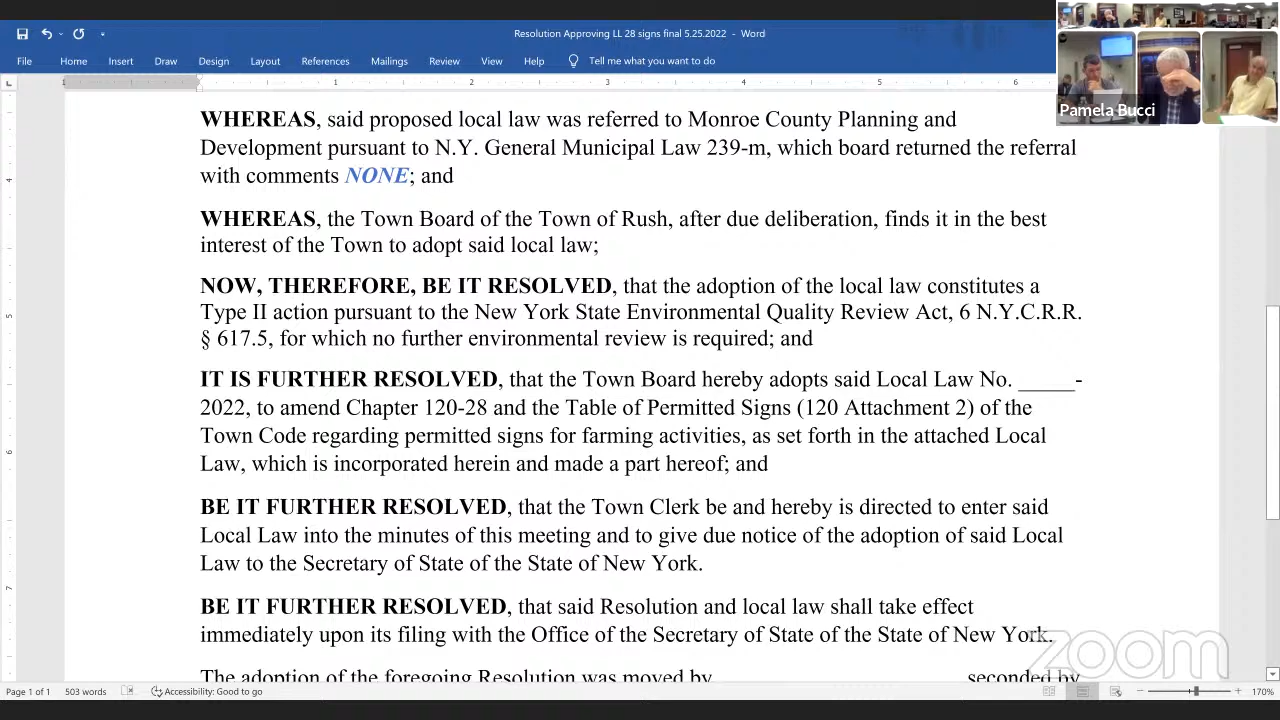 Resolution Approving LL 28 signs final 5.25.2022 - Word
File Home Insert Draw Design Layout References Mailings Review View Help Tell me what you want to do
1 1 2 3 4 5 6
Pamela Bucci
WHEREAS, said proposed local law was referred to Monroe County Planning and
Development pursuant to N.Y. General Municipal Law 239-m, which board returned the referral
with comments NONE; and
WHEREAS, the Town Board of the Town of Rush, after due deliberation, finds it in the best
interest of the Town to adopt said local law;
NOW, THEREFORE, BE IT RESOLVED, that the adoption of the local law constitutes a
Type II action pursuant to the New York State Environmental Quality Review Act, 6 N.Y.C.R.R.
§ 617.5, for which no further environmental review is required; and
IT IS FURTHER RESOLVED, that the Town Board hereby adopts said Local Law No. _____-
2022, to amend Chapter 120-28 and the Table of Permitted Signs (120 Attachment 2) of the
Town Code regarding permitted signs for farming activities, as set forth in the attached Local
Law, which is incorporated herein and made a part hereof; and
BE IT FURTHER RESOLVED, that the Town Clerk be and hereby is directed to enter said
Local Law into the minutes of this meeting and to give due notice of the adoption of said Local
Law to the Secretary of State of the State of New York.
BE IT FURTHER RESOLVED, that said Resolution and local law shall take effect
immediately upon its filing with the Office of the Secretary of State of the State of New York.
zoom
The adoption of the foregoing Resolution was moved by seconded by
Page 1 of 1 503 words Accessibility: Good to go 170%